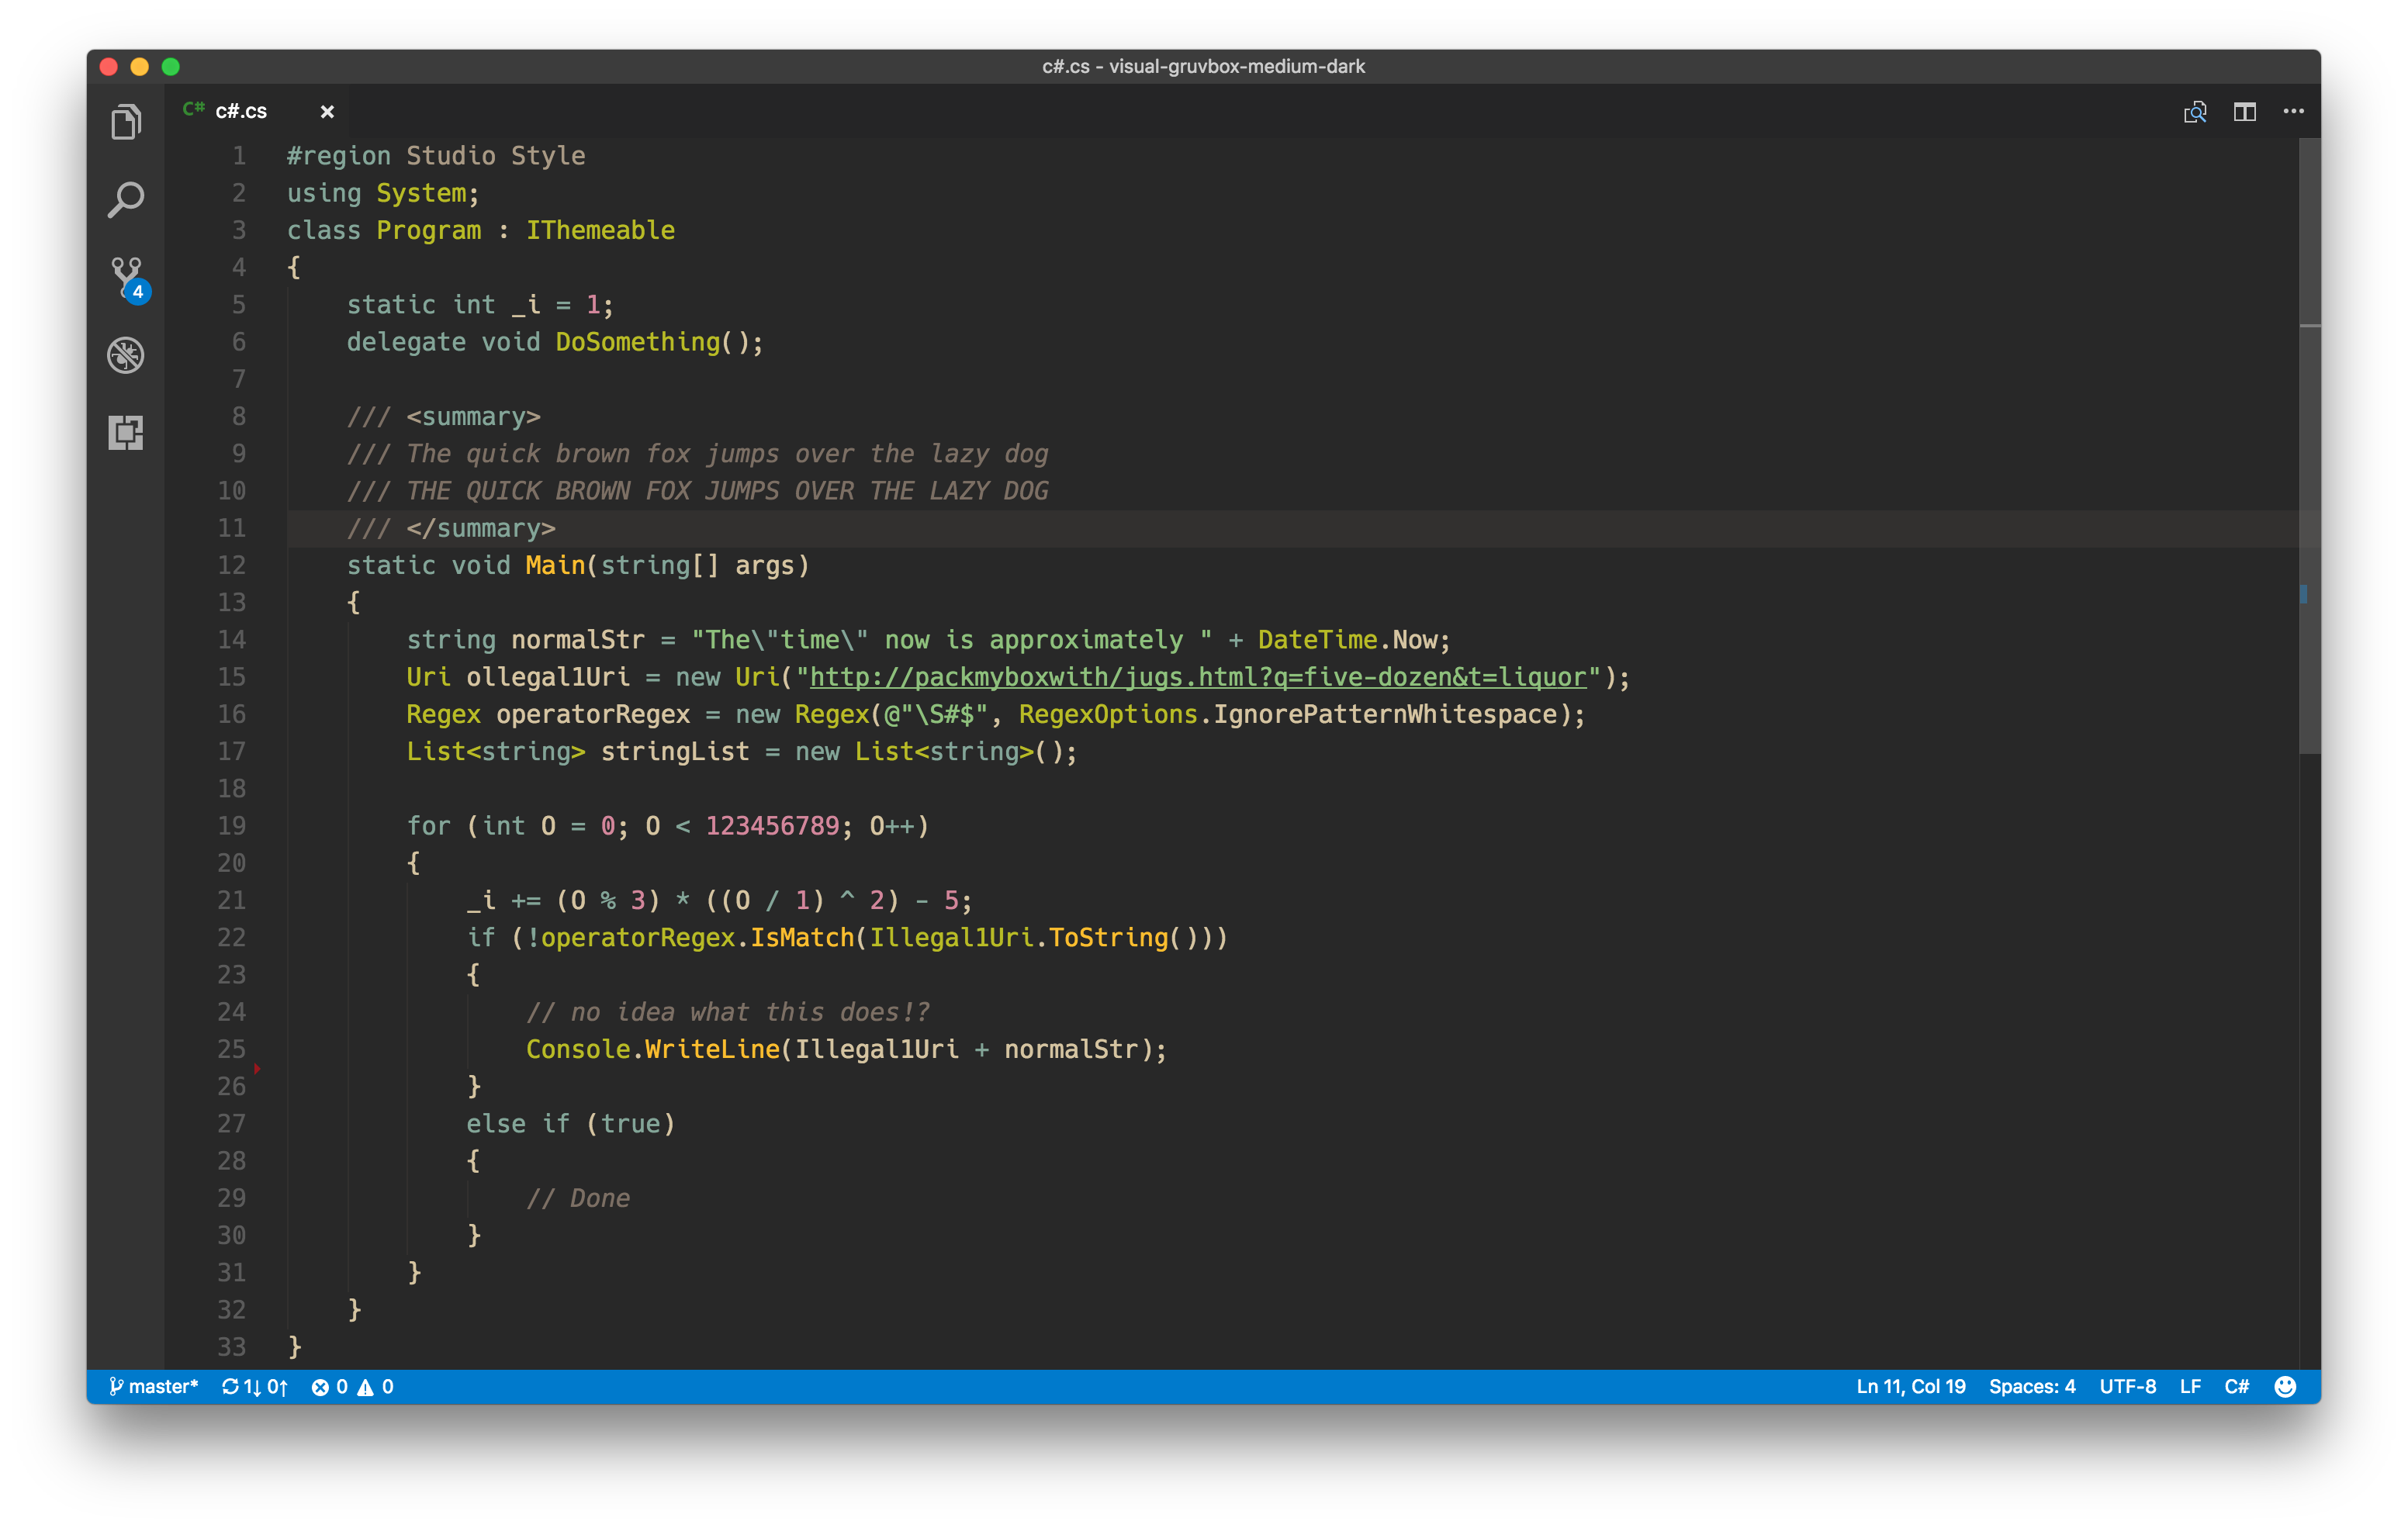 c#.cs - visual-gruvbox-medium-dark
C# c#.cs
1 #region Studio Style
2 using System;
3 class Program : IThemeable
4 {
5     static int _i = 1;
6     delegate void DoSomething();
7
8     /// <summary>
9     /// The quick brown fox jumps over the lazy dog
10     /// THE QUICK BROWN FOX JUMPS OVER THE LAZY DOG
11     /// </summary>
12     static void Main(string[] args)
13     {
14         string normalStr = "The\"time\" now is approximately " + DateTime.Now;
15         Uri ollegal1Uri = new Uri("http://packmyboxwith/jugs.html?q=five-dozen&t=liquor");
16         Regex operatorRegex = new Regex(@"\S#$", RegexOptions.IgnorePatternWhitespace);
17         List<string> stringList = new List<string>();
18
19         for (int O = 0; O < 123456789; O++)
20         {
21             _i += (O % 3) * ((O / 1) ^ 2) - 5;
22             if (!operatorRegex.IsMatch(Illegal1Uri.ToString()))
23             {
24                 // no idea what this does!?
25                 Console.WriteLine(Illegal1Uri + normalStr);
26             }
27             else if (true)
28             {
29                 // Done
30             }
31         }
32     }
33 }
4
master* 1↓ 0↑ 0 0 Ln 11, Col 19 Spaces: 4 UTF-8 LF C#